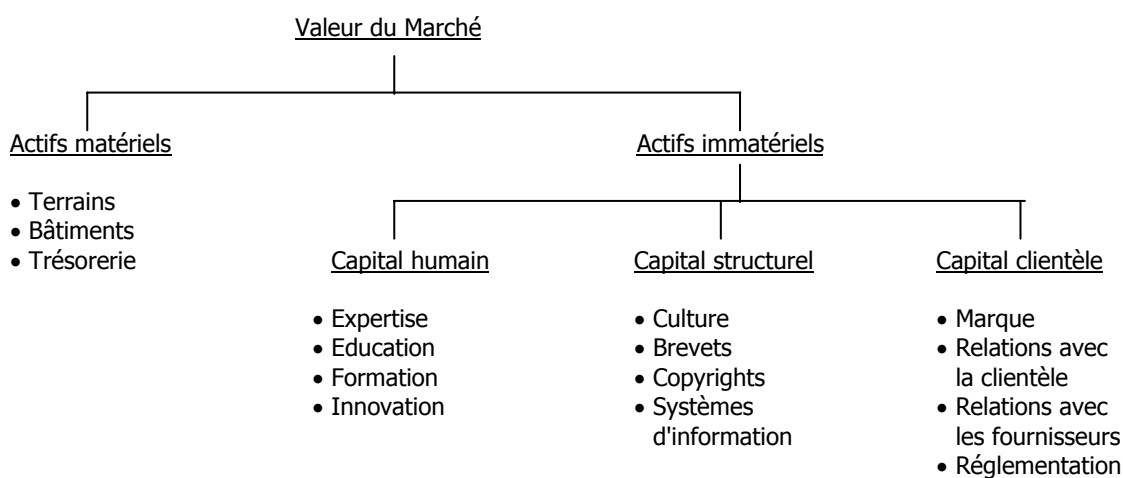 Valeur du Marché
Actifs matériels
• Terrains
• Bâtiments
• Trésorerie
Actifs immatériels
Capital humain
• Expertise
• Education
• Formation
• Innovation
Capital structurel
• Culture
• Brevets
• Copyrights
• Systèmes
d'information
Capital clientèle
• Marque
• Relations avec
la clientèle
• Relations avec
les fournisseurs
• Réglementation